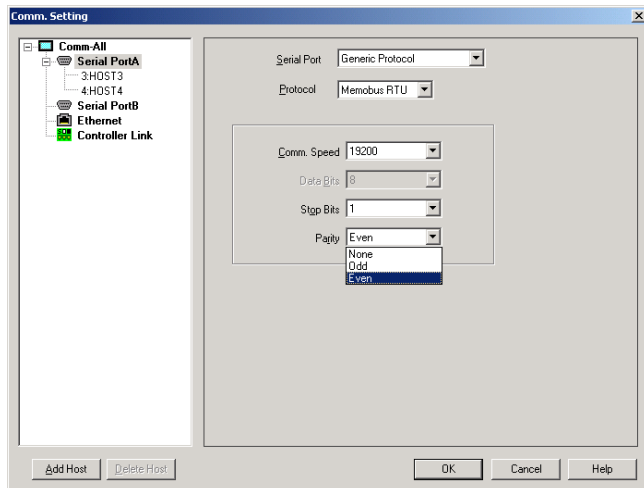 Comm. Setting
Comm-All
Serial PortA
3:HOST3
4:HOST4
Serial PortB
Ethernet
Controller Link
Serial Port Generic Protocol
Protocol Memobus RTU
Comm. Speed 19200
Data Bits 8
Stop Bits 1
Parity Even
None
Odd
Even
Add Host Delete Host OK Cancel Help